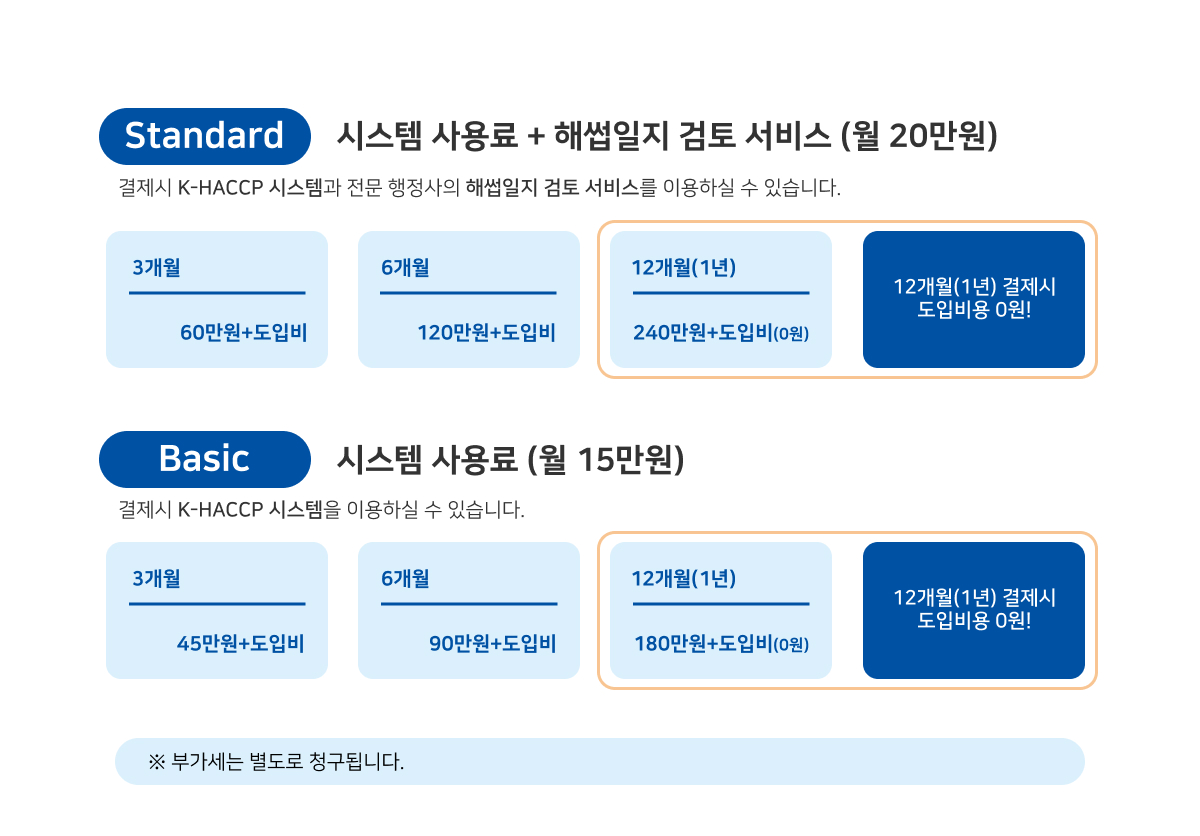 Standard 시스템 사용료 + 해썹일지 검토 서비스 (월 20만원)
결제시 K-HACCP 시스템과 전문 행정사의 해썹일지 검토 서비스를 이용하실 수 있습니다.
3개월
60만원+도입비
6개월
120만원+도입비
12개월(1년)
240만원+도입비(0원)
12개월(1년) 결제시
도입비용 0원!
Basic 시스템 사용료 (월 15만원)
결제시 K-HACCP 시스템을 이용하실 수 있습니다.
3개월
45만원+도입비
6개월
90만원+도입비
12개월(1년)
180만원+도입비(0원)
12개월(1년) 결제시
도입비용 0원!
※ 부가세는 별도로 청구됩니다.